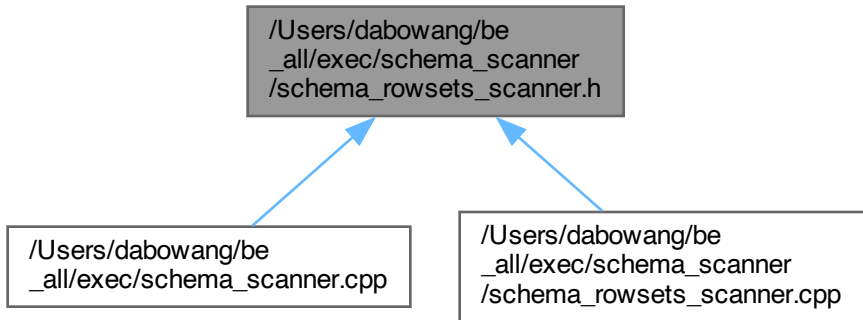 /Users/dabowang/be
_all/exec/schema_scanner
/schema_rowsets_scanner.h
/Users/dabowang/be
_all/exec/schema_scanner.cpp
/Users/dabowang/be
_all/exec/schema_scanner
/schema_rowsets_scanner.cpp